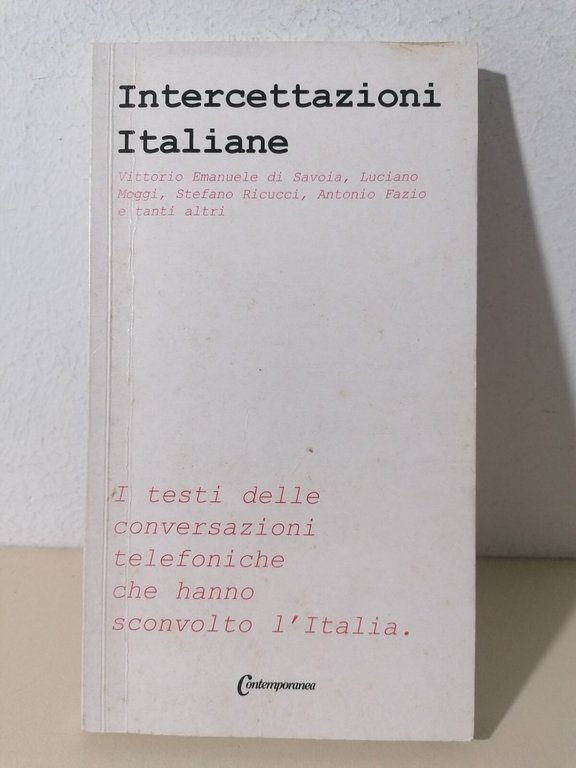 Intercettazioni
Italiane
Vittorio Emanuele di Savoia, Luciano
Moggi, Stefano Ricucci, Antonio Fazio
e tanti altri
I testi delle
conversazioni
telefoniche
che hanno
sconvolto l'Italia.
Contemporanea